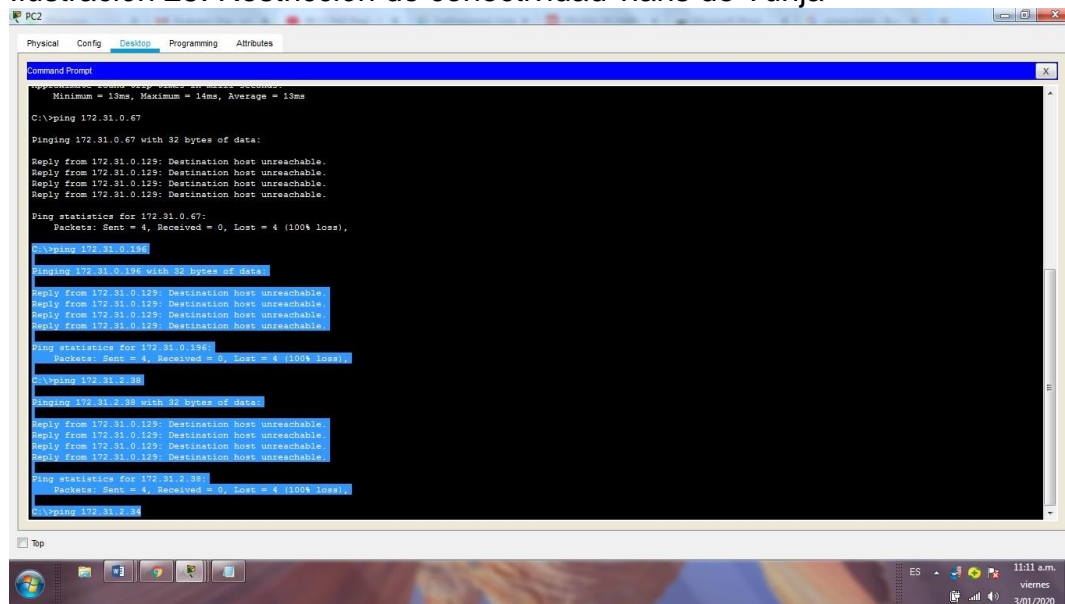 Ilustración 25. Restricción de conectividad vlans de Tunja
PC2
Physical Config Desktop Programming Attributes
Command Prompt
X
Approximate round trip times in milli-seconds:
Minimum = 13ms, Maximum = 14ms, Average = 13ms
C:\>ping 172.31.0.67
Pinging 172.31.0.67 with 32 bytes of data:
Reply from 172.31.0.129: Destination host unreachable.
Reply from 172.31.0.129: Destination host unreachable.
Reply from 172.31.0.129: Destination host unreachable.
Reply from 172.31.0.129: Destination host unreachable.
Ping statistics for 172.31.0.67:
Packets: Sent = 4, Received = 0, Lost = 4 (100% loss),
C:\>ping 172.31.0.196
Pinging 172.31.0.196 with 32 bytes of data:
Reply from 172.31.0.129: Destination host unreachable.
Reply from 172.31.0.129: Destination host unreachable.
Reply from 172.31.0.129: Destination host unreachable.
Reply from 172.31.0.129: Destination host unreachable.
Ping statistics for 172.31.0.196:
Packets: Sent = 4, Received = 0, Lost = 4 (100% loss),
C:\>ping 172.31.2.38
Pinging 172.31.2.38 with 32 bytes of data:
Reply from 172.31.0.129: Destination host unreachable.
Reply from 172.31.0.129: Destination host unreachable.
Reply from 172.31.0.129: Destination host unreachable.
Reply from 172.31.0.129: Destination host unreachable.
Ping statistics for 172.31.2.38:
Packets: Sent = 4, Received = 0, Lost = 4 (100% loss),
C:\>ping 172.31.2.34
Top
ES
11:11 a.m.
viernes
3/01/2020